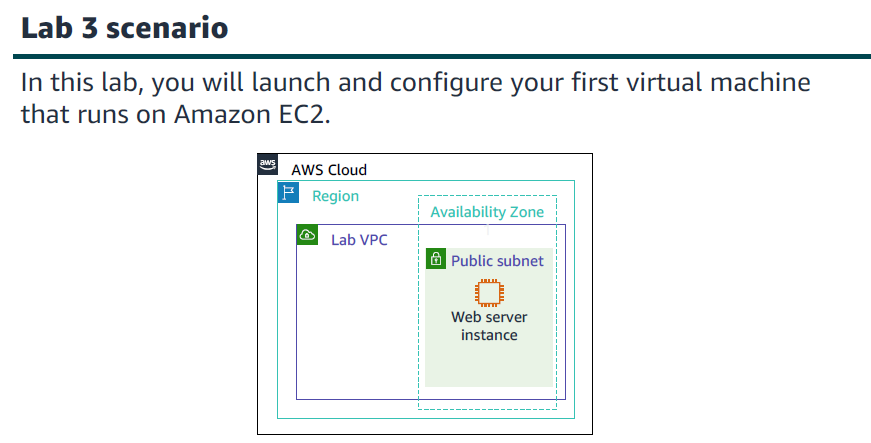 Lab 3 scenario
In this lab, you will launch and configure your first virtual machine
that runs on Amazon EC2.
aws
AWS Cloud
Region
Availability Zone
Lab VPC
Public subnet
Web server
instance